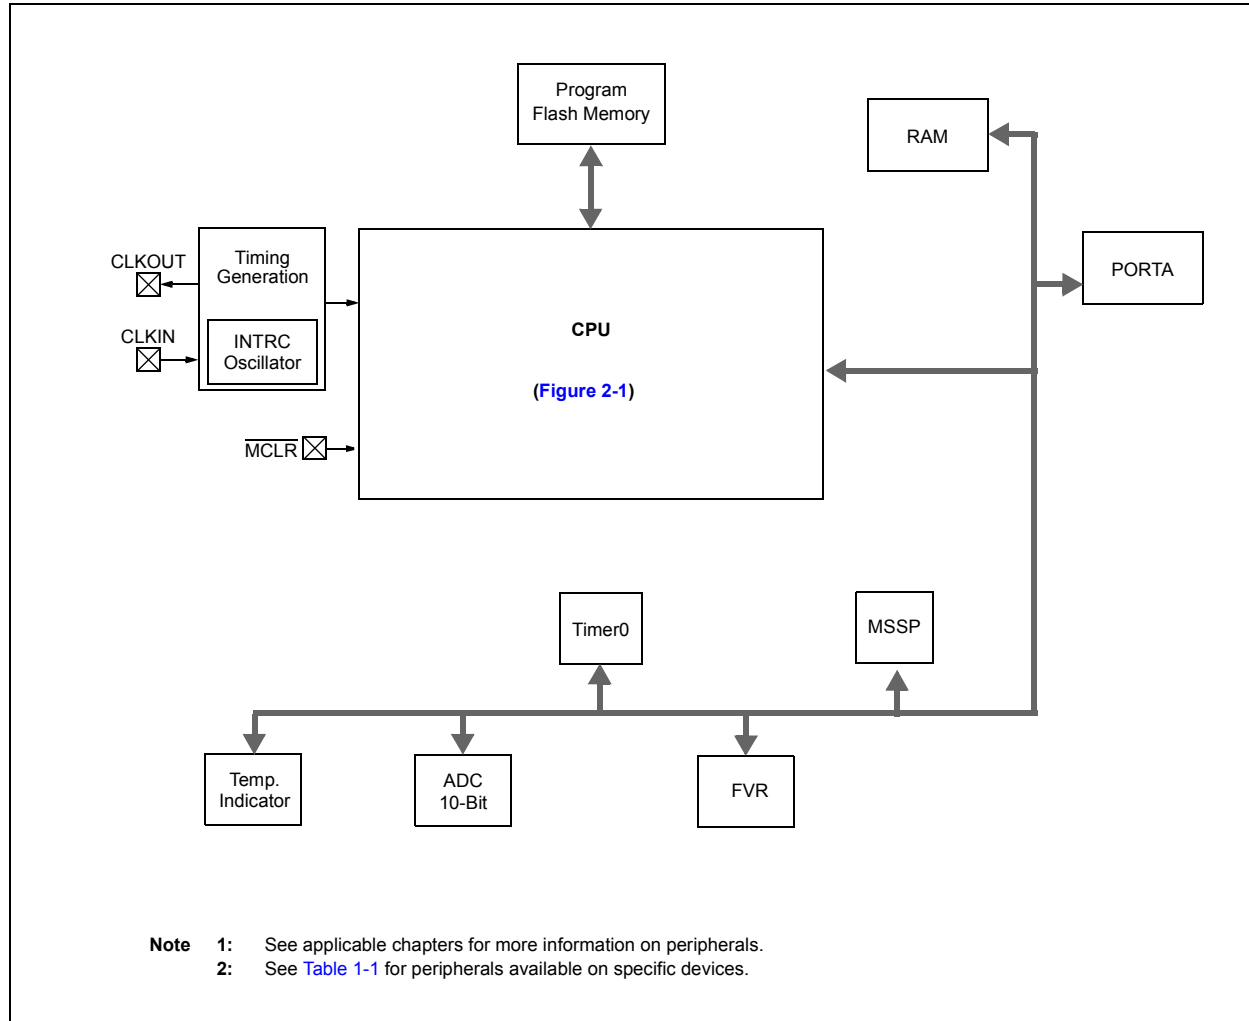 Program
Flash Memory
RAM
Timing
Generation
CLKOUT
PORTA
CLKIN
INTRC
Oscillator
CPU
(Figure 2-1)
MCLR
Timer0
MSSP
Temp.
Indicator
ADC
10-Bit
FVR
Note 1: See applicable chapters for more information on peripherals.
2: See Table 1-1 for peripherals available on specific devices.